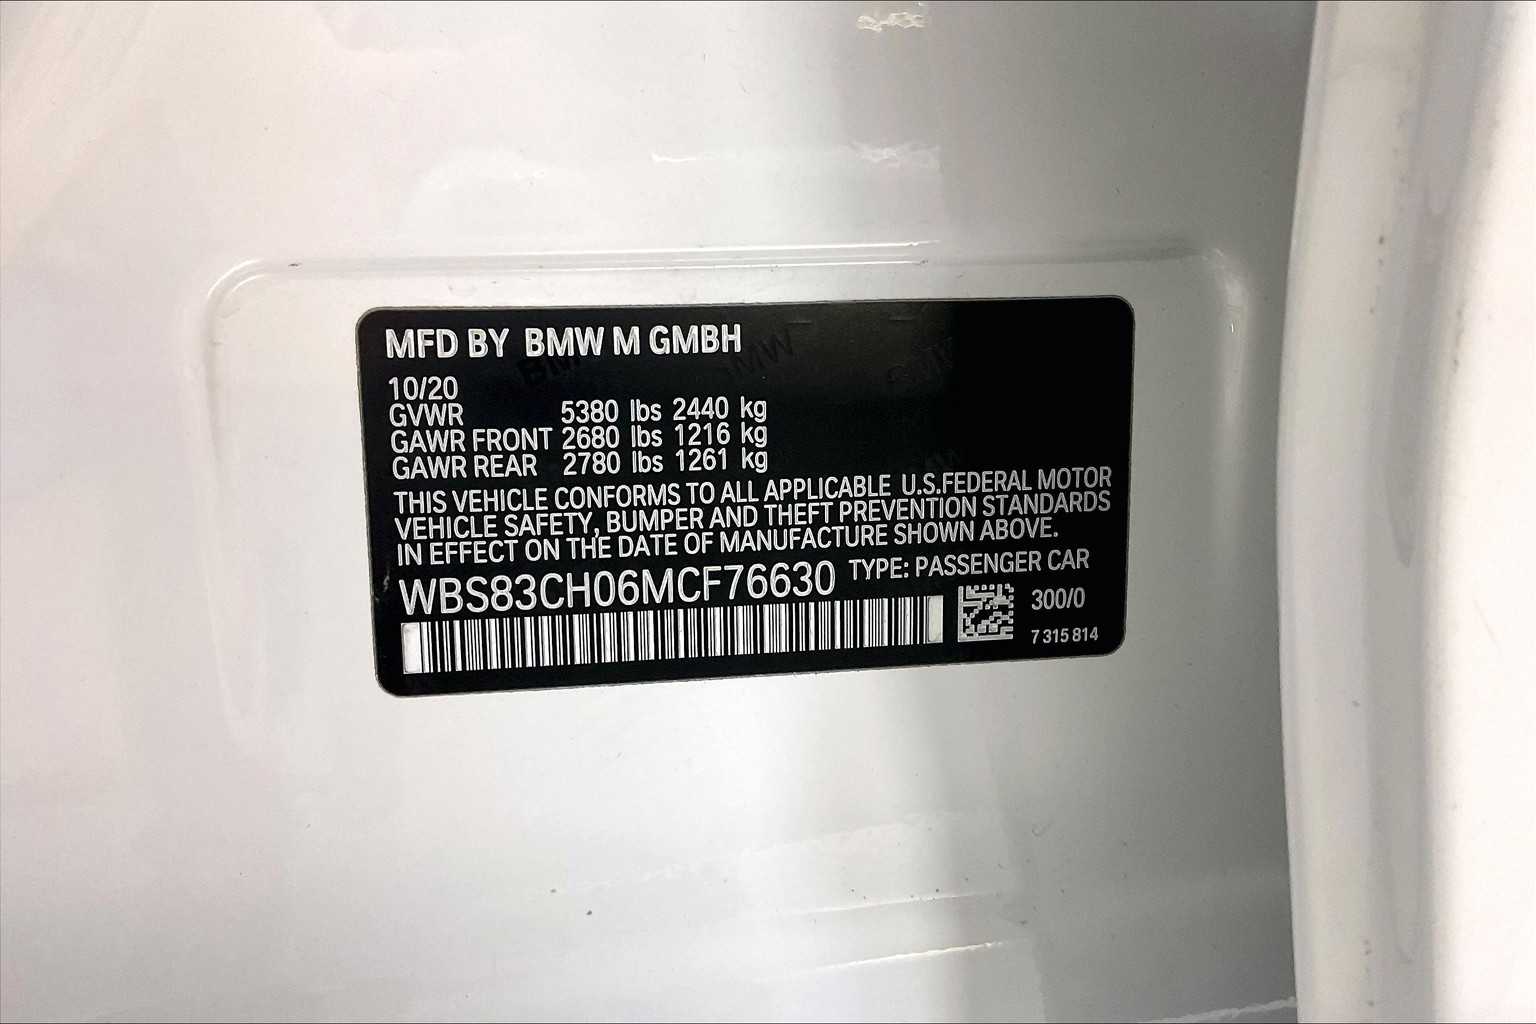 MFD BY BMW M GMBH
10/20
GVWR 5380 lbs 2440 kg
GAWR FRONT 2680 lbs 1216 kg
GAWR REAR 2780 lbs 1261 kg
THIS VEHICLE CONFORMS TO ALL APPLICABLE U.S.FEDERAL MOTOR
VEHICLE SAFETY, BUMPER AND THEFT PREVENTION STANDARDS
IN EFFECT ON THE DATE OF MANUFACTURE SHOWN ABOVE.
WBS83CH06MCF76630 TYPE: PASSENGER CAR
300/0
7 315 814